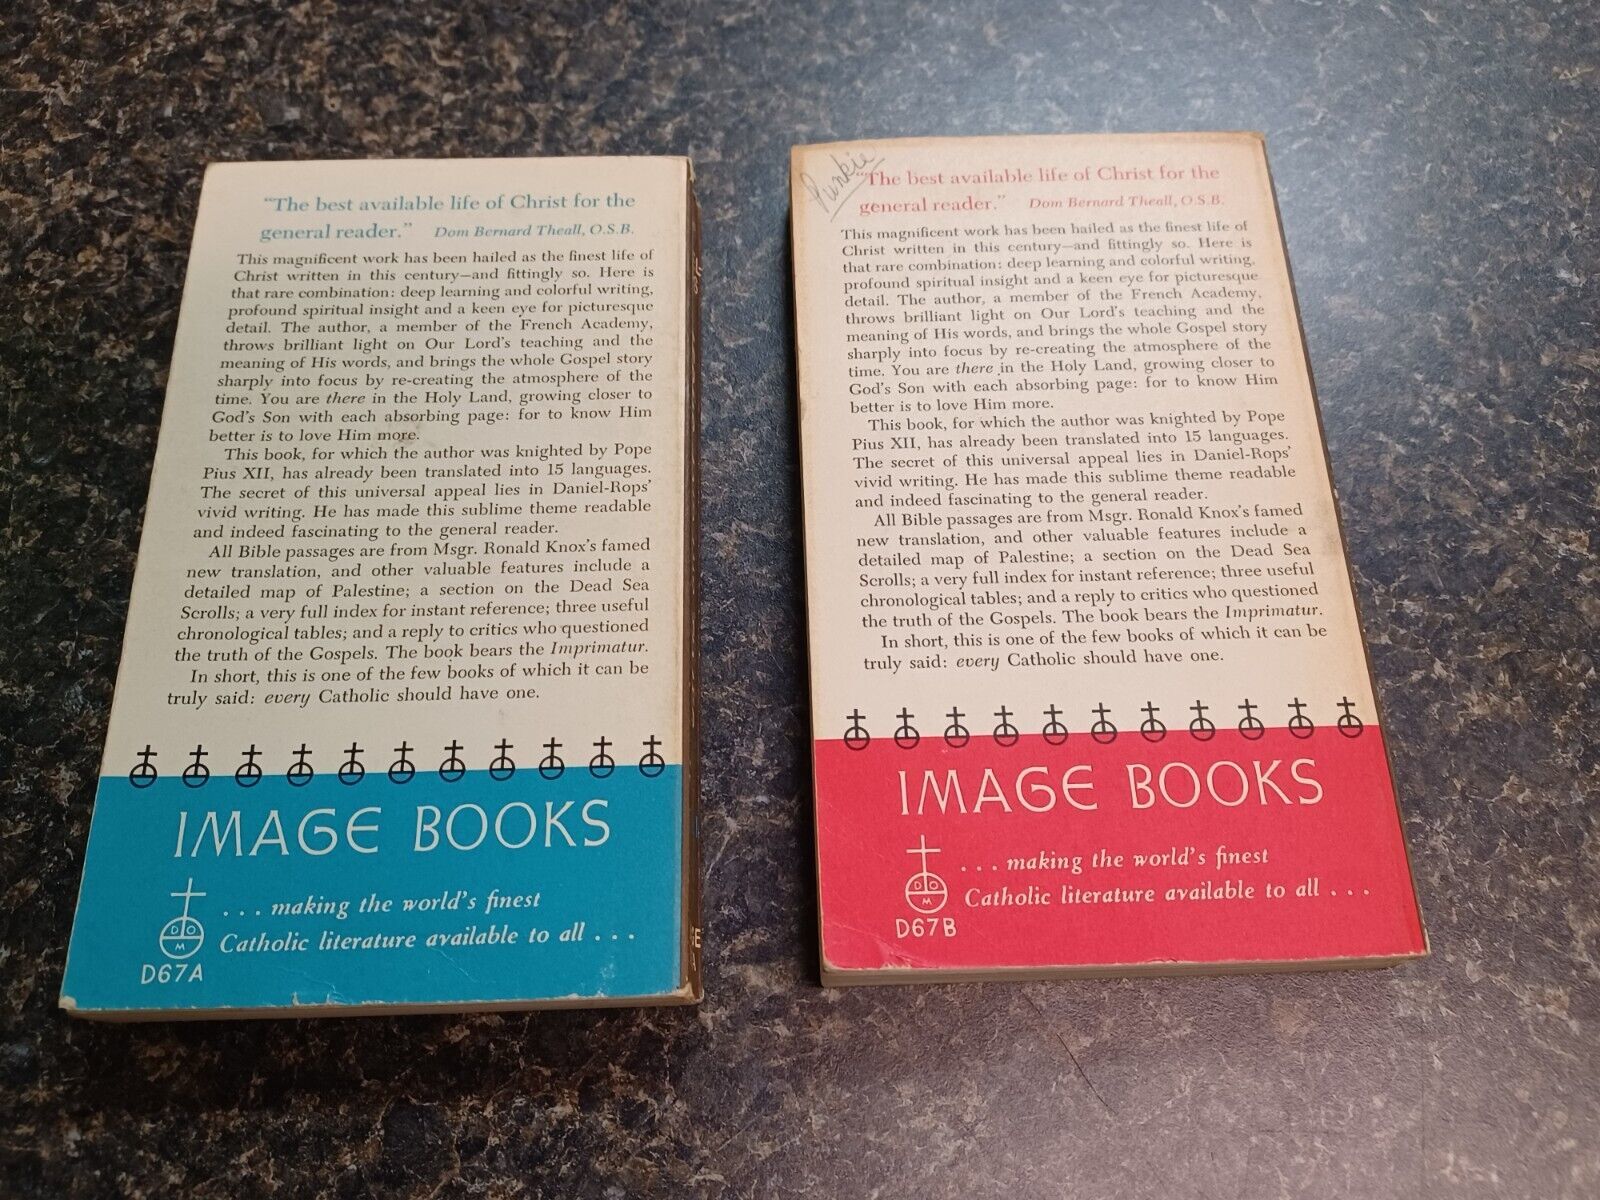 "The best available life of Christ for the
general reader." Dom Bernard Theall, O.S.B.
This magnificent work has been hailed as the finest life of
Christ written in this century—and fittingly so. Here is
that rare combination: deep learning and colorful writing,
profound spiritual insight and a keen eye for picturesque
detail. The author, a member of the French Academy,
throws brilliant light on Our Lord's teaching and the
meaning of His words, and brings the whole Gospel story
sharply into focus by re-creating the atmosphere of the
time. You are there in the Holy Land, growing closer to
God's Son with each absorbing page: for to know Him
better is to love Him more.
This book, for which the author was knighted by Pope
Pius XII, has already been translated into 15 languages.
The secret of this universal appeal lies in Daniel-Rops'
vivid writing. He has made this sublime theme readable
and indeed fascinating to the general reader.
All Bible passages are from Msgr. Ronald Knox's famed
new translation, and other valuable features include a
detailed map of Palestine; a section on the Dead Sea
Scrolls; a very full index for instant reference; three useful
chronological tables; and a reply to critics who questioned
the truth of the Gospels. The book bears the Imprimatur.
In short, this is one of the few books of which it can be
truly said: every Catholic should have one.
IMAGE BOOKS
. . . making the world's finest
Catholic literature available to all . . .
D O M
D67A
Punkie
"The best available life of Christ for the
general reader." Dom Bernard Theall, O.S.B.
This magnificent work has been hailed as the finest life of
Christ written in this century—and fittingly so. Here is
that rare combination: deep learning and colorful writing,
profound spiritual insight and a keen eye for picturesque
detail. The author, a member of the French Academy,
throws brilliant light on Our Lord's teaching and the
meaning of His words, and brings the whole Gospel story
sharply into focus by re-creating the atmosphere of the
time. You are there in the Holy Land, growing closer to
God's Son with each absorbing page: for to know Him
better is to love Him more.
This book, for which the author was knighted by Pope
Pius XII, has already been translated into 15 languages.
The secret of this universal appeal lies in Daniel-Rops'
vivid writing. He has made this sublime theme readable
and indeed fascinating to the general reader.
All Bible passages are from Msgr. Ronald Knox's famed
new translation, and other valuable features include a
detailed map of Palestine; a section on the Dead Sea
Scrolls; a very full index for instant reference; three useful
chronological tables; and a reply to critics who questioned
the truth of the Gospels. The book bears the Imprimatur.
In short, this is one of the few books of which it can be
truly said: every Catholic should have one.
IMAGE BOOKS
. . . making the world's finest
Catholic literature available to all . . .
D O M
D67B